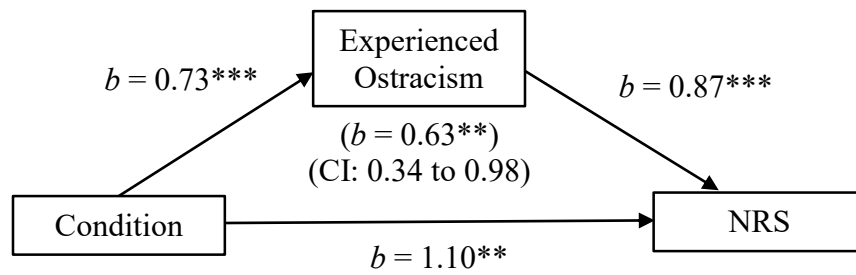 Experienced
Ostracism
b = 0.73***
b = 0.87***
(b = 0.63**)
(CI: 0.34 to 0.98)
Condition
NRS
b = 1.10**